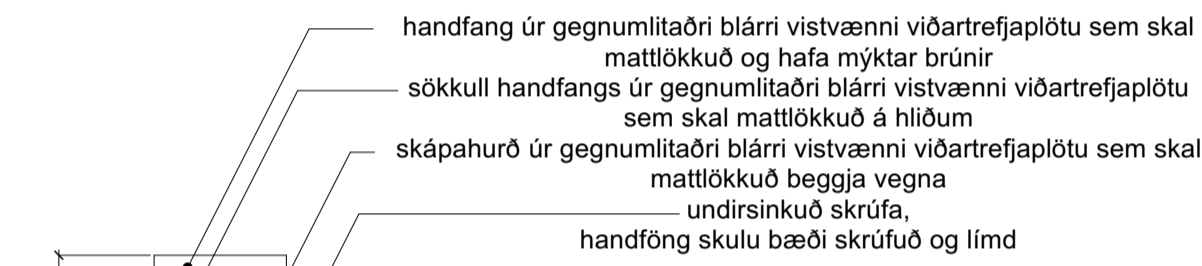 handfang úr gegnumlitaðri blárri vistvænni viðartrefjaplötu sem skal
mattlökkuð og hafa mýktar brúnir
sökkull handfangs úr gegnumlitaðri blárri vistvænni viðartrefjaplötu
sem skal mattlökkuð á hliðum
skápahurð úr gegnumlitaðri blárri vistvænni viðartrefjaplötu sem skal
mattlökkuð beggja vegna
undirsinkuð skrúfa,
handföng skulu bæði skrúfuð og límd